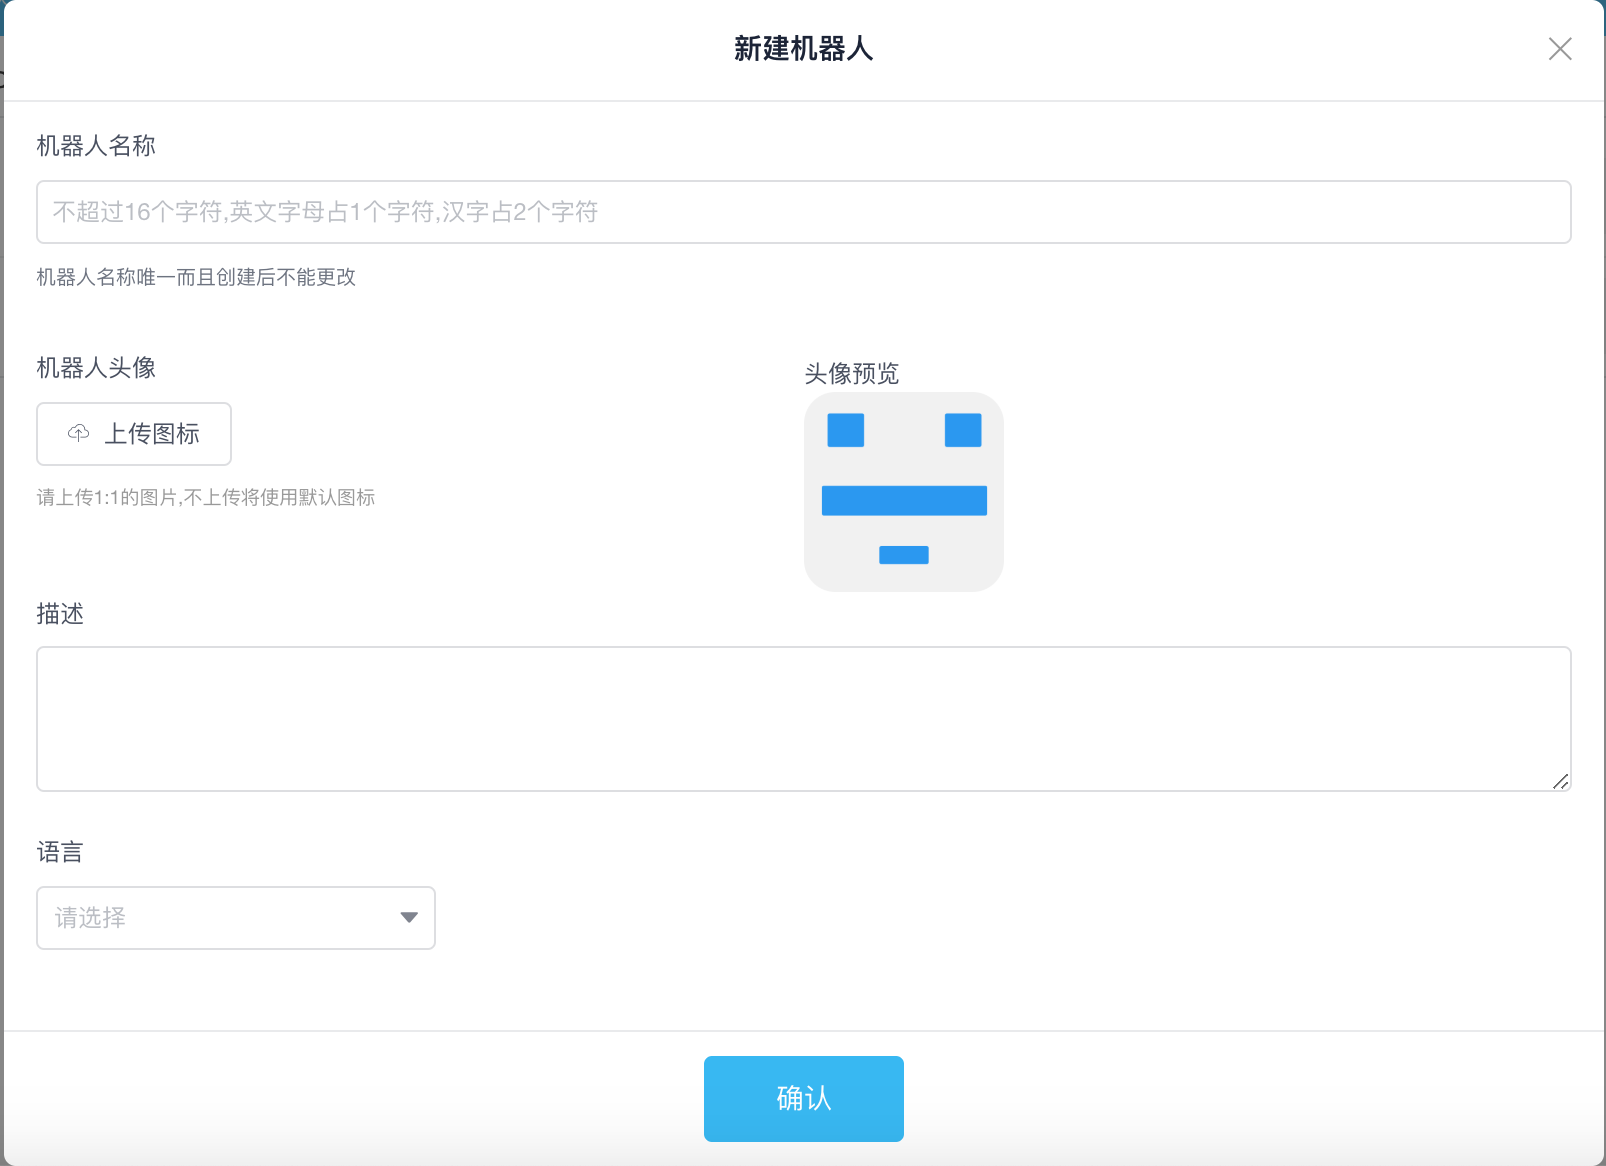 新建机器人
机器人名称
不超过16个字符,英文字母占1个字符,汉字占2个字符
机器人名称唯一而且创建后不能更改
机器人头像
头像预览
上传图标
请上传1:1的图片,不上传将使用默认图标
描述
语言
请选择
确认